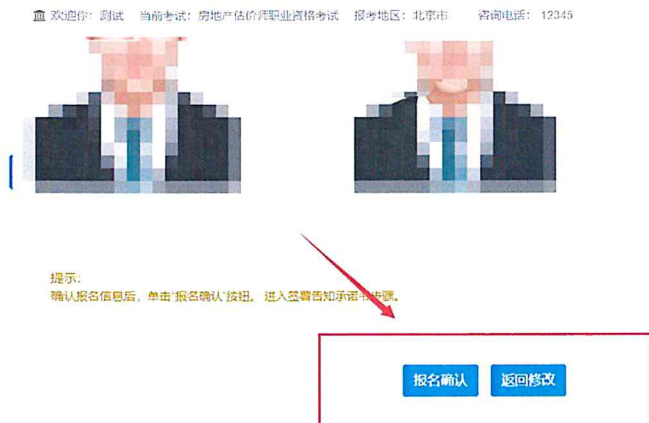 欢迎你：测试 当前考试：房地产估价师职业资格考试 报考地区：北京市 咨询电话： 12345
提示：
确认报名信息后，单击“报名确认”按钮。 进入签署告知承诺书步骤。
报名确认 返回修改